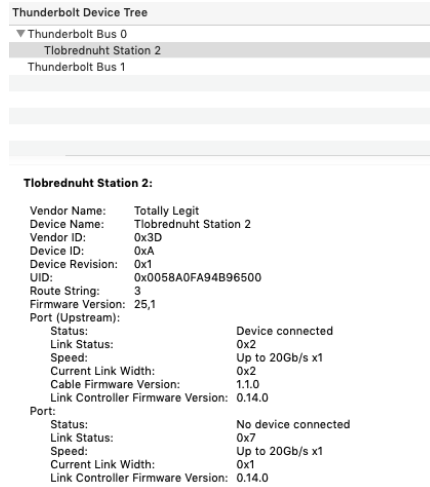 Thunderbolt Device Tree
Thunderbolt Bus 0
Tlobrednuht Station 2
Thunderbolt Bus 1
Tlobrednuht Station 2:
Vendor Name: Totally Legit
Device Name: Tlobrednuht Station 2
Vendor ID: 0x3D
Device ID: 0xA
Device Revision: 0x1
UID: 0x0058A0FA94B96500
Route String: 3
Firmware Version: 25,1
Port (Upstream):
Status: Device connected
Link Status: 0x2
Speed: Up to 20Gb/s x1
Current Link Width: 0x2
Cable Firmware Version: 1.1.0
Link Controller Firmware Version: 0.14.0
Port:
Status: No device connected
Link Status: 0x7
Speed: Up to 20Gb/s x1
Current Link Width: 0x1
Link Controller Firmware Version: 0.14.0